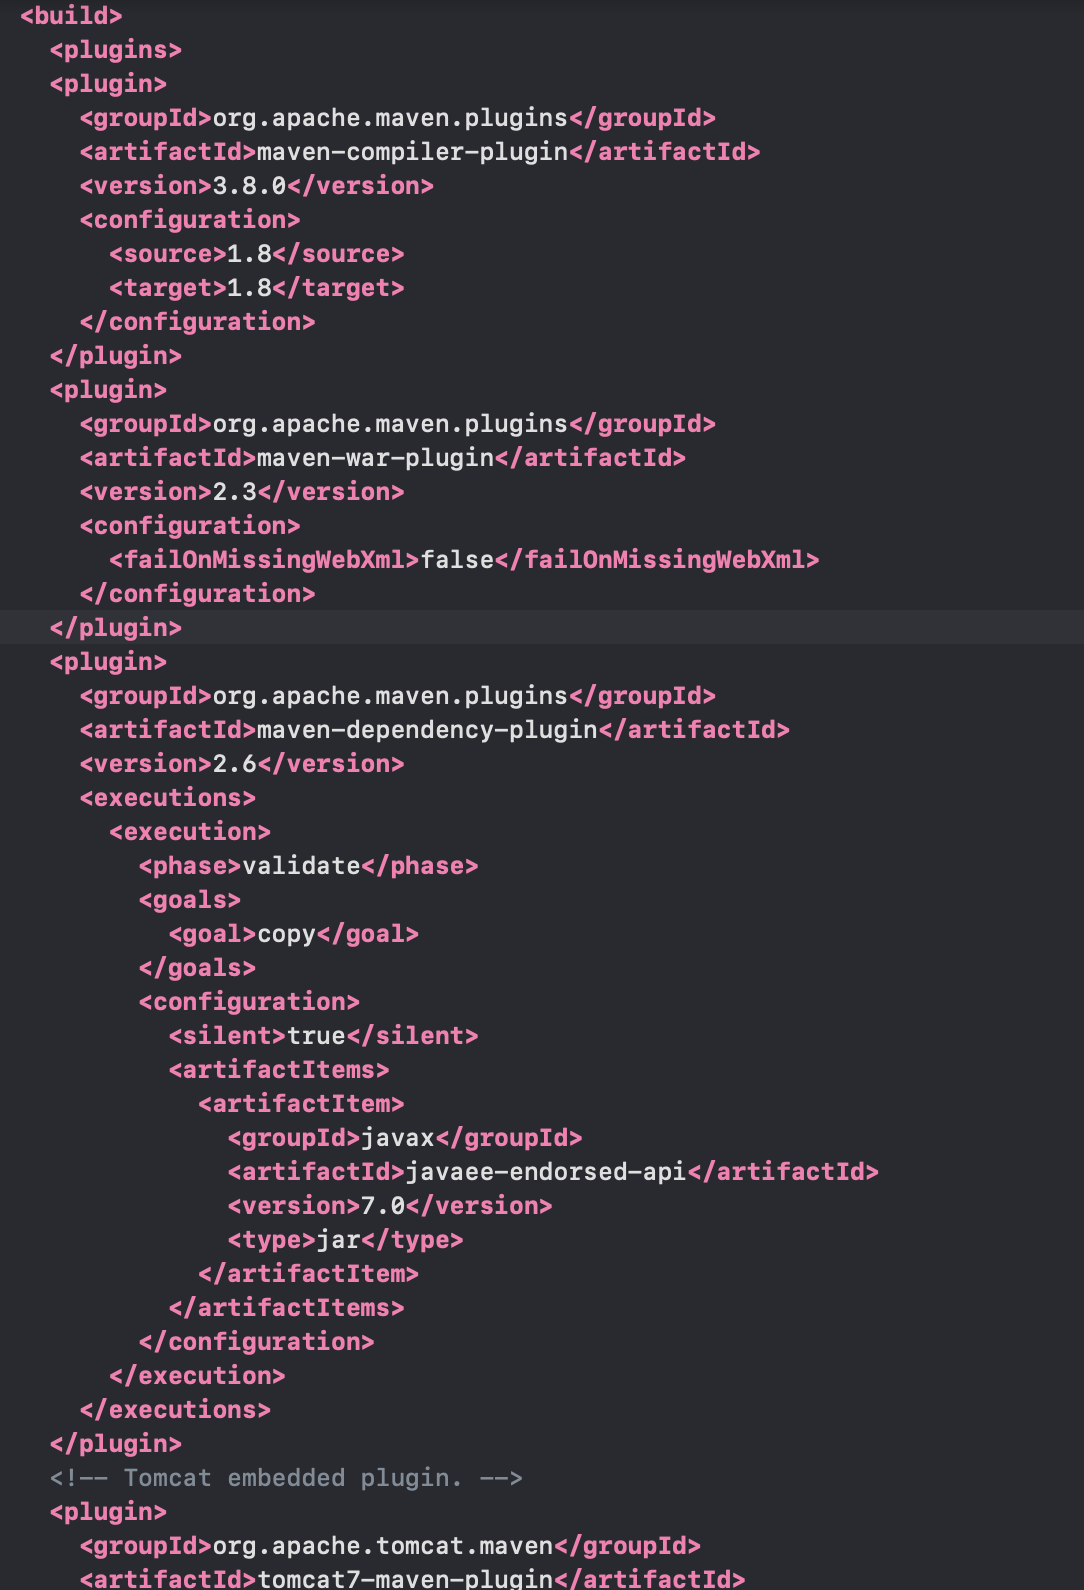 <build>
<plugins>
<plugin>
<groupId>org.apache.maven.plugins</groupId>
<artifactId>maven-compiler-plugin</artifactId>
<version>3.8.0</version>
<configuration>
<source>1.8</source>
<target>1.8</target>
</configuration>
</plugin>
<plugin>
<groupId>org.apache.maven.plugins</groupId>
<artifactId>maven-war-plugin</artifactId>
<version>2.3</version>
<configuration>
<failOnMissingWebXml>false</failOnMissingWebXml>
</configuration>
</plugin>
<plugin>
<groupId>org.apache.maven.plugins</groupId>
<artifactId>maven-dependency-plugin</artifactId>
<version>2.6</version>
<executions>
<execution>
<phase>validate</phase>
<goals>
<goal>copy</goal>
</goals>
<configuration>
<silent>true</silent>
<artifactItems>
<artifactItem>
<groupId>javax</groupId>
<artifactId>javaee-endorsed-api</artifactId>
<version>7.0</version>
<type>jar</type>
</artifactItem>
</artifactItems>
</configuration>
</execution>
</executions>
</plugin>
<!-- Tomcat embedded plugin. -->
<plugin>
<groupId>org.apache.tomcat.maven</groupId>
<artifactId>tomcat7-maven-plugin</artifactId>